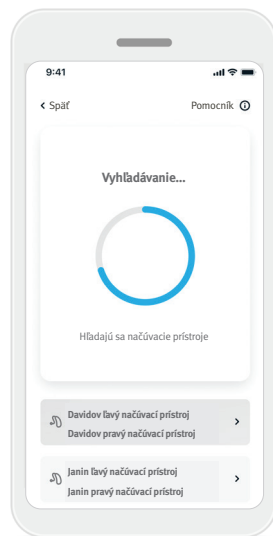 9:41
Späť
Pomocník
Vyhľadávanie...
Hľadajú sa načúvacie prístroje
Davidov ľavý načúvací prístroj
Davidov pravý načúvací prístroj
Janin ľavý načúvací prístroj
Janin pravý načúvací prístroj